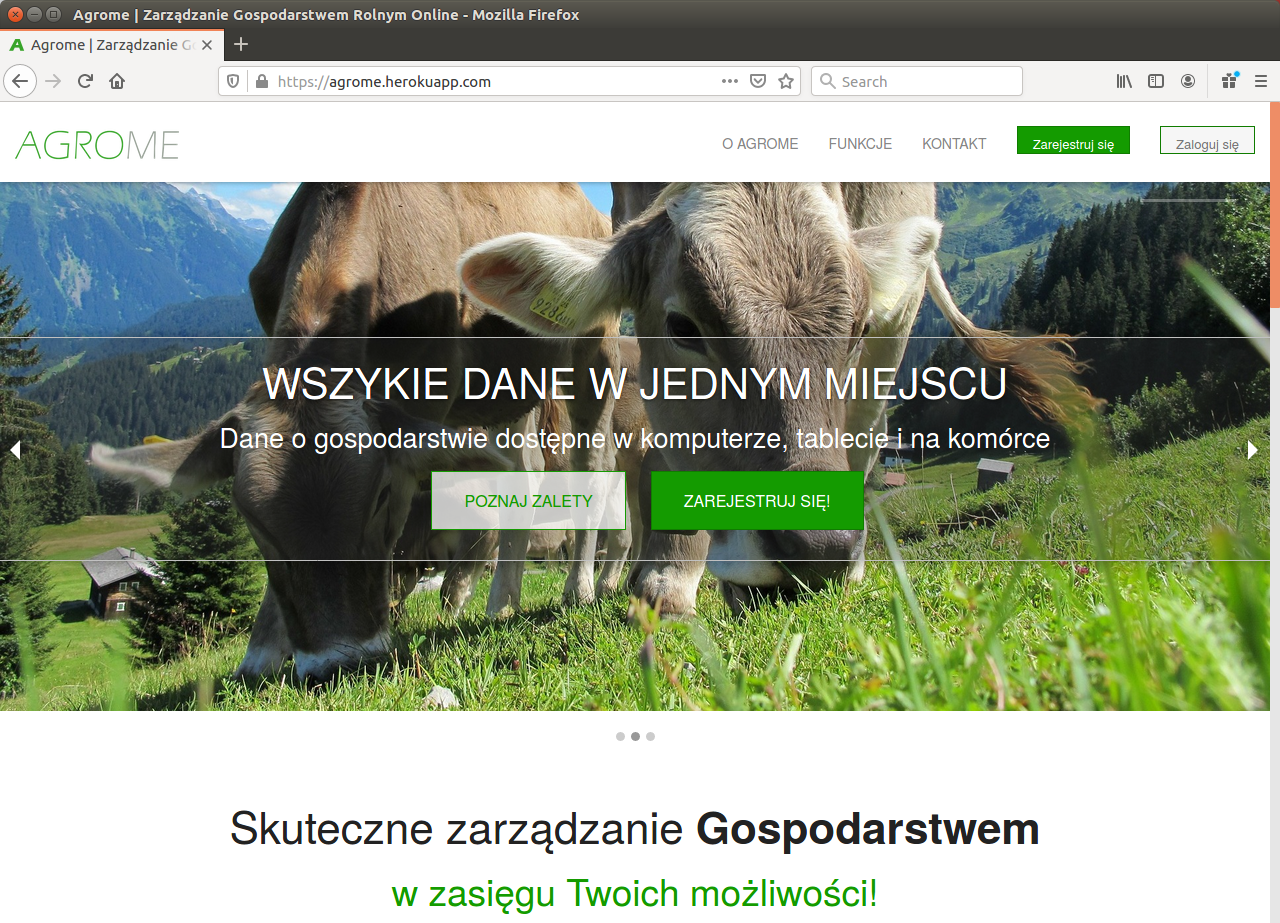 Agrome | Zarządzanie Gospodarstwem Rolnym Online - Mozilla Firefox
Agrome | Zarządzanie Go
https://agrome.herokuapp.com
Search
AGROME
O AGROME
FUNKCJE
KONTAKT
Zarejestruj się
Zaloguj się
WSZYKIE DANE W JEDNYM MIEJSCU
Dane o gospodarstwie dostępne w komputerze, tablecie i na komórce
POZNAJ ZALETY
ZAREJESTRUJ SIĘ!
Skuteczne zarządzanie Gospodarstwem
w zasięgu Twoich możliwości!